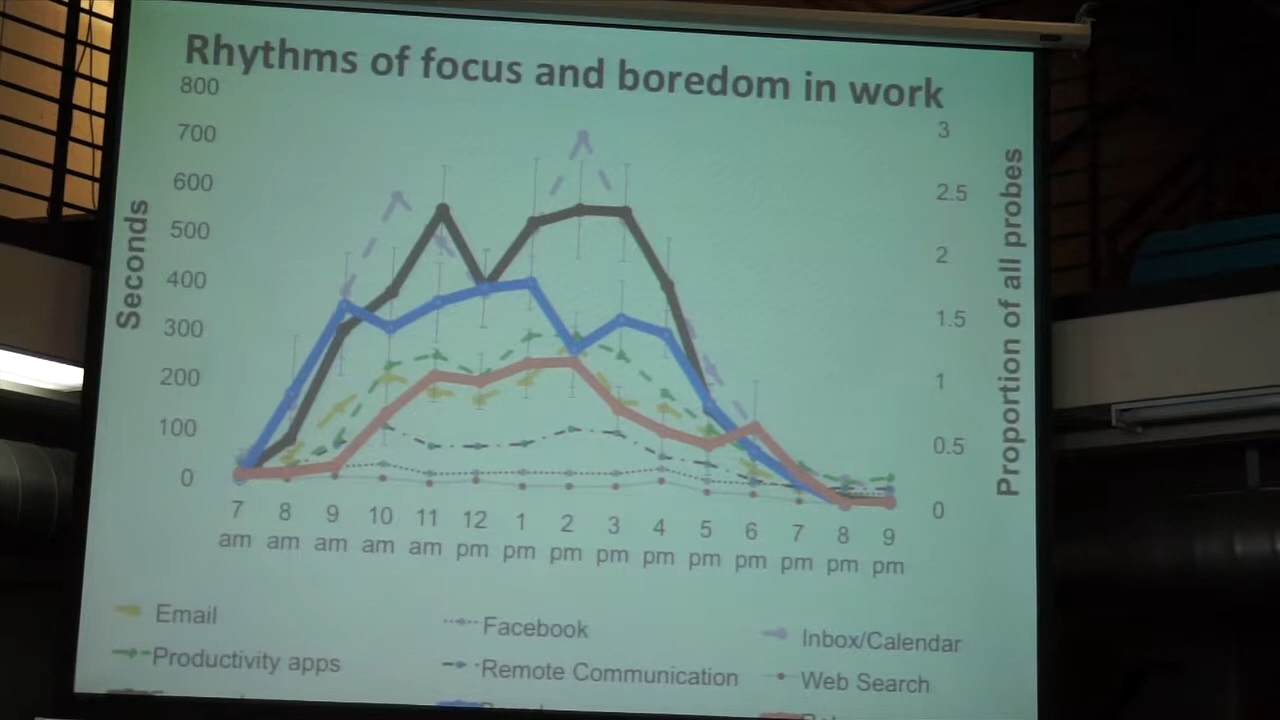 Rhythms of focus and boredom in work
800
700
600
500
400
300
200
100
0
Seconds
3
2.5
2
1.5
1
0.5
0
Proportion of all probes
7 8 9 10 11 12 1 2 3 4 5 6 7 8 9
am am am am am pm pm pm pm pm pm pm pm pm pm
Email Facebook Inbox/Calendar
Productivity apps Remote Communication Web Search